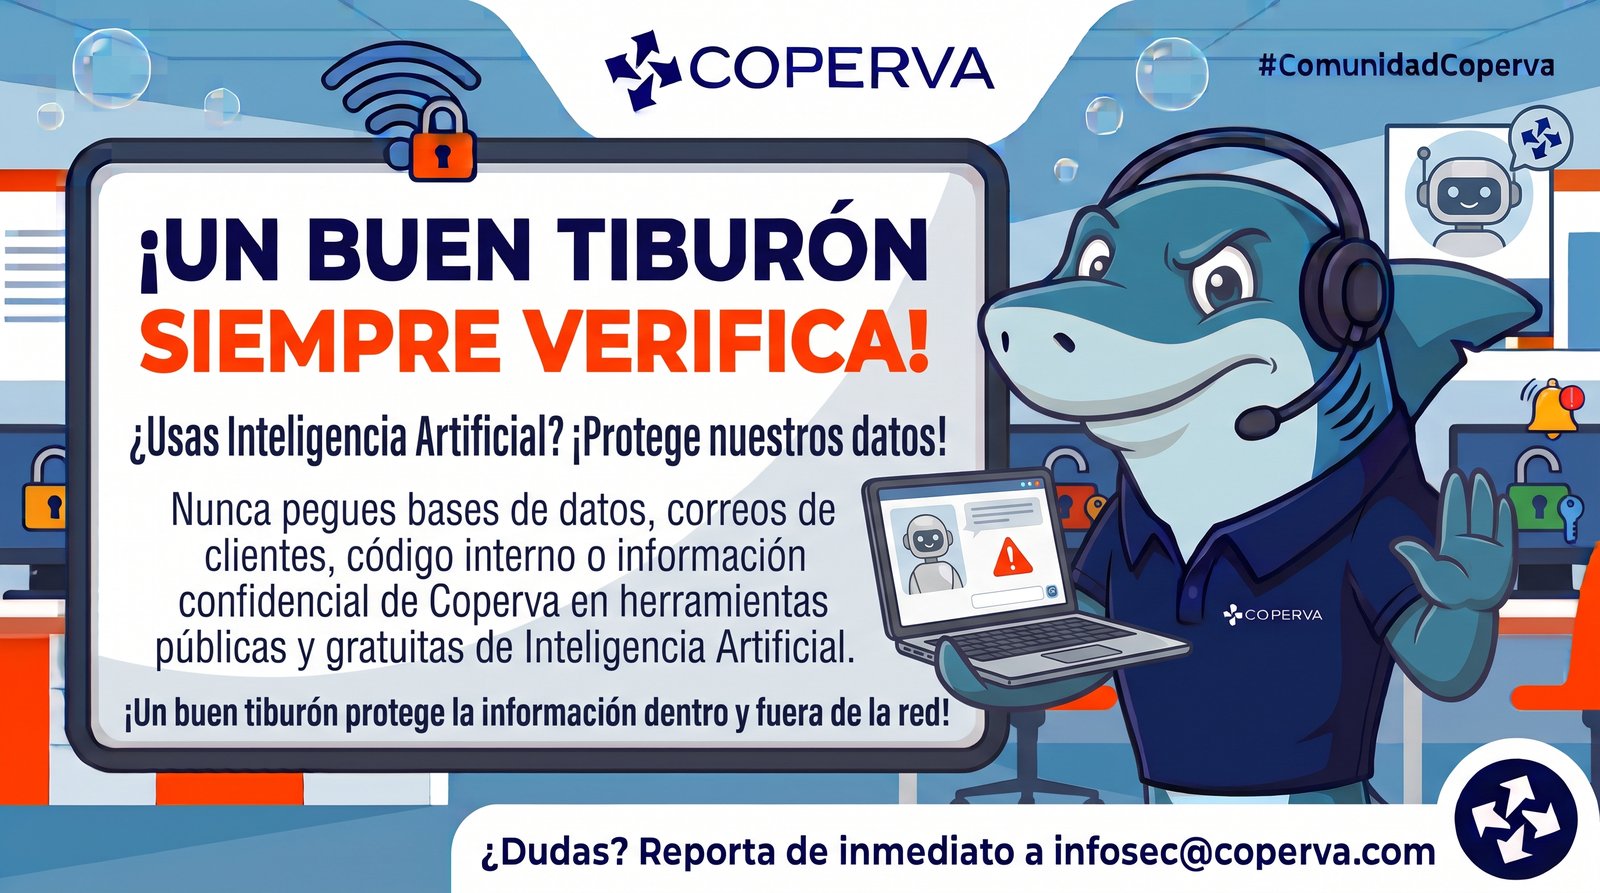 COPERVA
#ComunidadCoperva
¡UN BUEN TIBURÓN
SIEMPRE VERIFICA!
¿Usas Inteligencia Artificial? ¡Protege nuestros datos!
Nunca pegues bases de datos, correos de
clientes, código interno o información
confidencial de Coperva en herramientas
públicas y gratuitas de Inteligencia Artificial.
¡Un buen tiburón protege la información dentro y fuera de la red!
COPERVA
¿Dudas? Reporta de inmediato a infosec@coperva.com